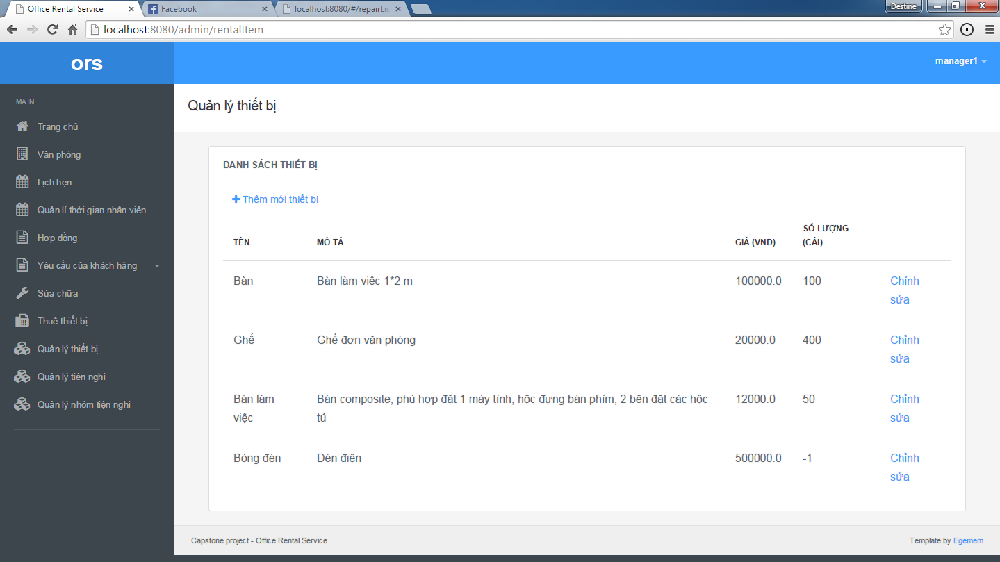 Office Rental Service
Facebook
localhost:8080/#/repairLis
Destine
localhost:8080/admin/rentalItem
ors
manager1
MAIN
Trang chủ
Văn phòng
Lịch hẹn
Quản lí thời gian nhân viên
Hợp đồng
Yêu cầu của khách hàng
Sửa chữa
Thuê thiết bị
Quản lý thiết bị
Quản lý tiện nghi
Quản lý nhóm tiện nghi
Quản lý thiết bị
DANH SÁCH THIẾT BỊ
Thêm mới thiết bị
TÊN MÔ TẢ GIÁ (VNĐ) SỐ LƯỢNG
(CÁI)
Bàn Bàn làm việc 1*2 m 100000.0 100 Chỉnh
sửa
Ghế Ghế đơn văn phòng 20000.0 400 Chỉnh
sửa
Bàn làm Bàn composite, phù hợp đặt 1 máy tính, hộc đựng bàn phím, 2 bên đặt các hộc 12000.0 50 Chỉnh
việc tủ sửa
Bóng đèn Đèn điện 500000.0 -1 Chỉnh
sửa
Capstone project - Office Rental Service
Template by Egemem